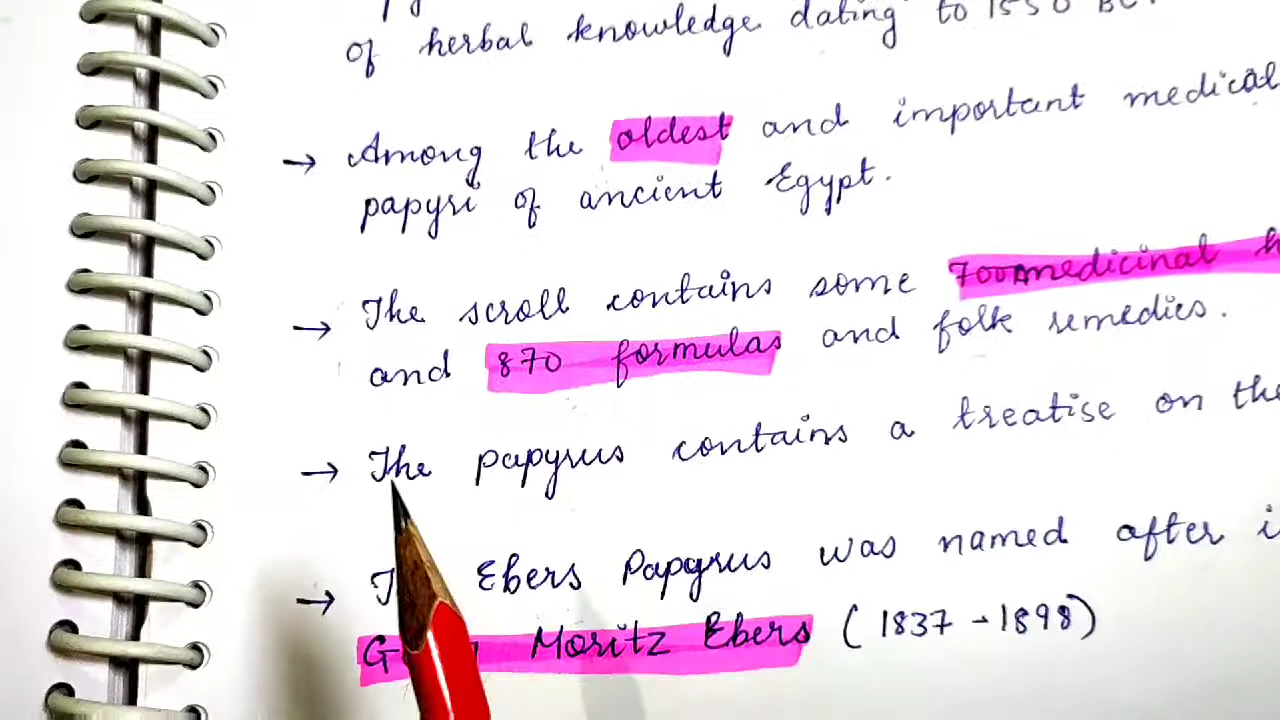 of herbal knowledge dating to 1550 BC.
→ Among the oldest and important medical
papyri of ancient Egypt.
→ The scroll contains some 700 medicinal h
and 870 formulas and folk remedies.
→ The papyrus contains a treatise on the
→ T Ebers Papyrus was named after i
G Moritz Ebers (1837-1898)